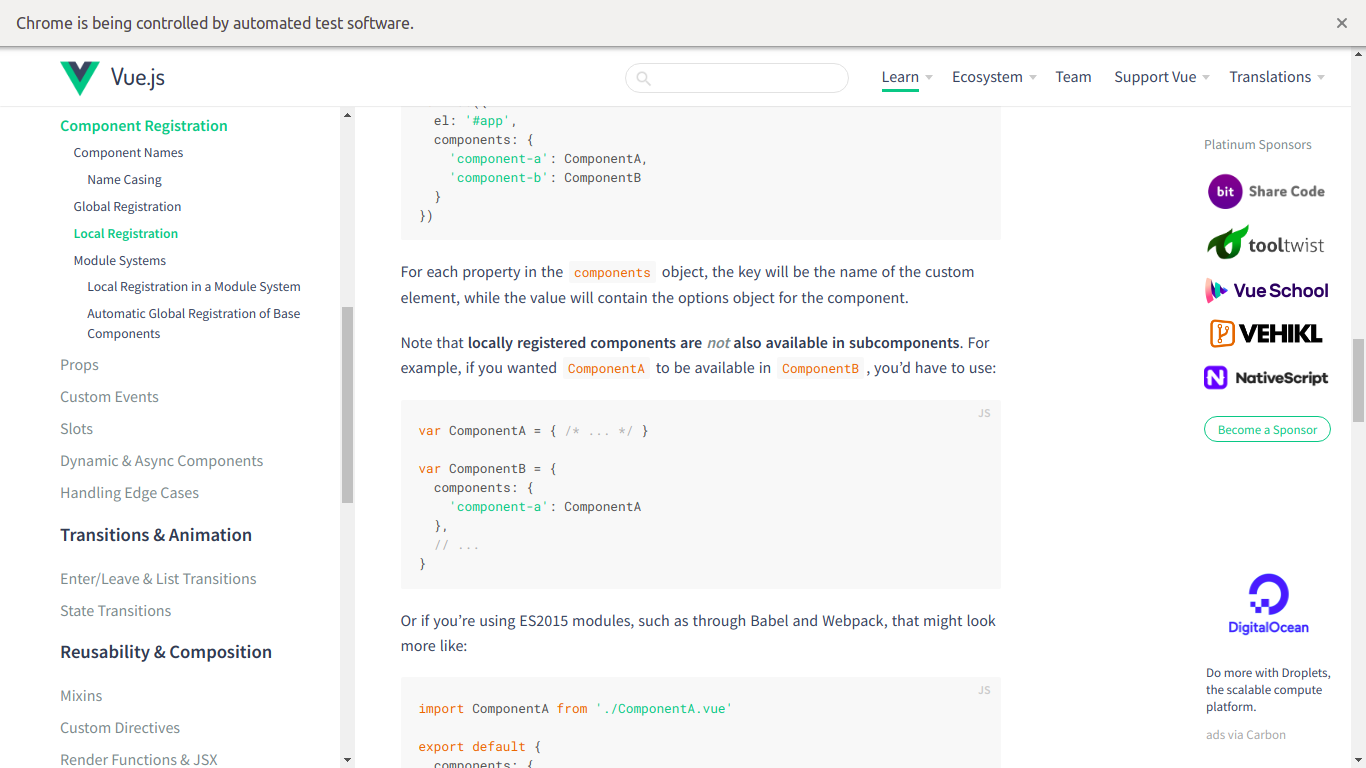 Chrome is being controlled by automated test software.
Vue.js
Learn
Ecosystem
Team
Support Vue
Translations
Component Registration
Component Names
Name Casing
Global Registration
Local Registration
Module Systems
Local Registration in a Module System
Automatic Global Registration of Base
Components
Props
Custom Events
Slots
Dynamic & Async Components
Handling Edge Cases
Transitions & Animation
Enter/Leave & List Transitions
State Transitions
Reusability & Composition
Mixins
Custom Directives
Render Functions & JSX
el: '#app',
components: {
'component-a': ComponentA,
'component-b': ComponentB
}
})
For each property in the components object, the key will be the name of the custom
element, while the value will contain the options object for the component.
Note that locally registered components are not also available in subcomponents. For
example, if you wanted ComponentA to be available in ComponentB , you’d have to use:
JS
var ComponentA = { /* ... */ }
var ComponentB = {
components: {
'component-a': ComponentA
},
// ...
}
Or if you’re using ES2015 modules, such as through Babel and Webpack, that might look
more like:
JS
import ComponentA from './ComponentA.vue'
export default {
components: {
Platinum Sponsors
bit Share Code
tooltwist
Vue School
VEHIKL
NativeScript
Become a Sponsor
DigitalOcean
Do more with Droplets,
the scalable compute
platform.
ads via Carbon